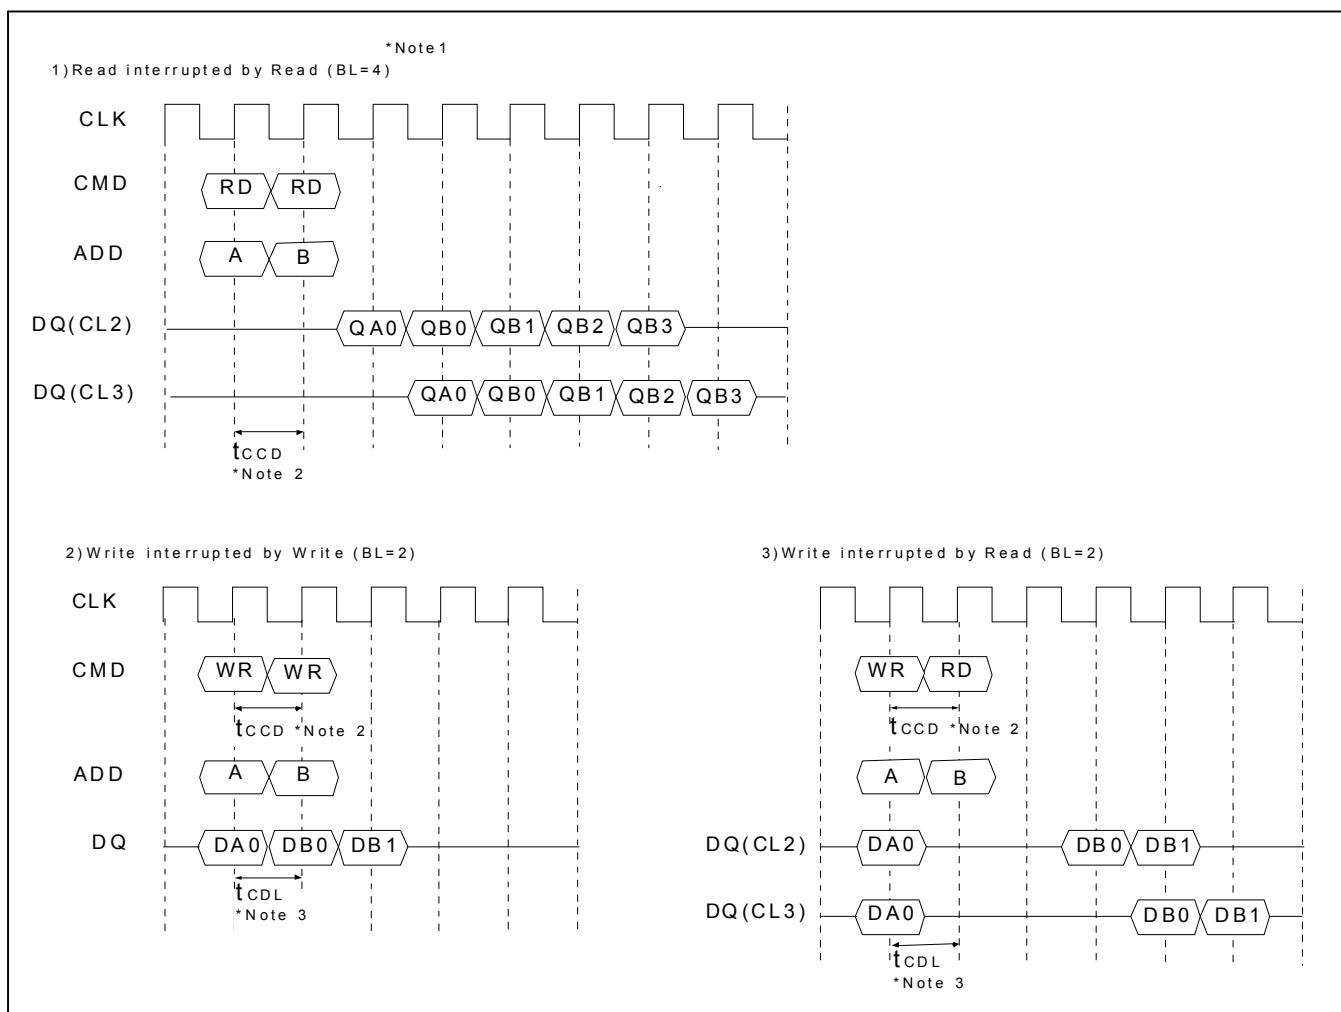 *Note1
1)Read interrupted by Read (BL=4)
CLK
CMD RD RD
ADD A B
DQ(CL2) QA0 QB0 QB1 QB2 QB3
DQ(CL3) QA0 QB0 QB1 QB2 QB3
tCCD
*Note 2
2)Write interrupted by Write (BL=2)
CLK
CMD WR WR
tCCD *Note 2
ADD A B
DQ DA0 DB0 DB1
tCDL
*Note 3
3)Write interrupted by Read (BL=2)
WR RD
tCCD *Note 2
A B
DQ(CL2) DA0 DB0 DB1
DQ(CL3) DA0 DB0 DB1
tCDL
*Note 3